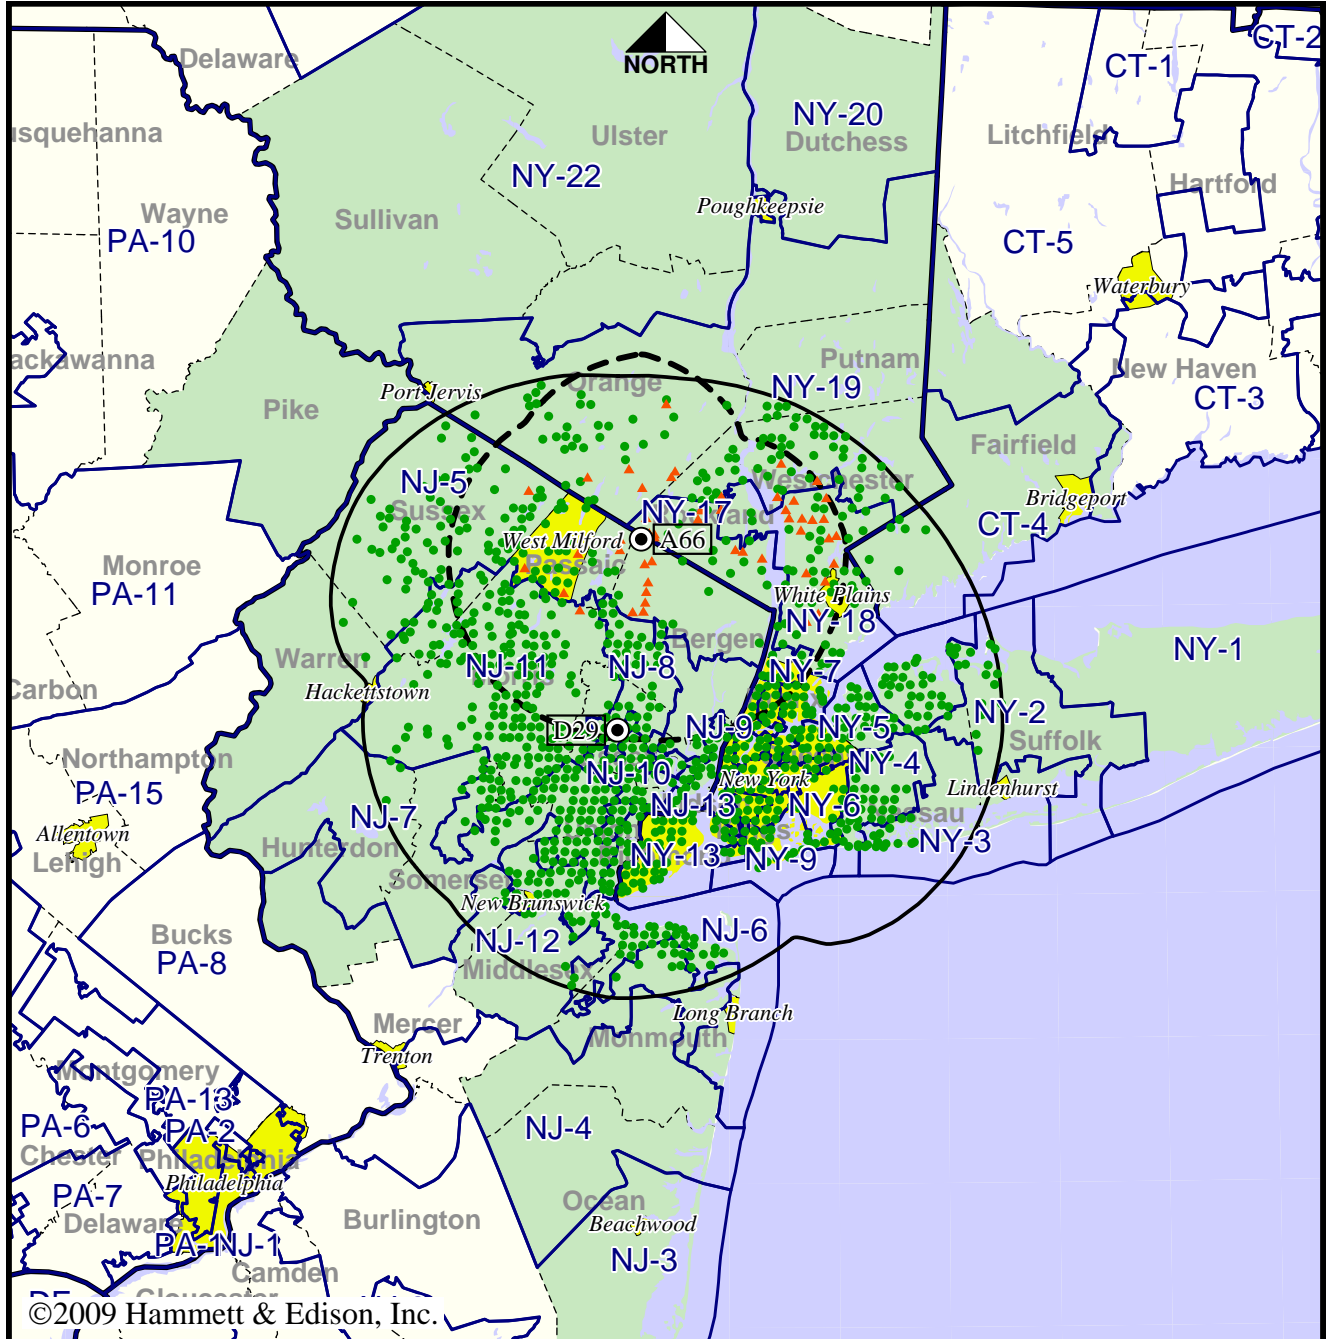 CT-2
Delaware
CT-1
NORTH
NY-20
usquehanna
Ulster
Dutchess
Litchfield
NY-22
Hartford
Poughkeepsie
Wayne
Sullivan
PA-10
CT-5
Waterbury
ackawanna
Putnam
New Haven
Port Jervis
Orange
NY-19
CT-3
Pike
Fairfield
NJ-5
Westchester
Bridgeport
Sussex
NY-17
CT-4
West Milford
A66
Passaic
Monroe
PA-11
White Plains
NY-18
Bergen
NY-1
Warren
NJ-11
NJ-8
NY-7
Hackettstown
Carbon
NY-2
D29
NJ-9
NY-5
Suffolk
Northampton
NJ-10
NY-4
PA-15
New York
Lindenhurst
NJ-13
NY-6
NJ-7
Allentown
Lehigh
Hunterdon
NY-13
NY-9
NY-3
Somerset
New Brunswick
Bucks
NJ-12
NJ-6
PA-8
Middlesex
Long Branch
Mercer
Monmouth
Trenton
Montgomery
PA-13
PA-6
PA-2
NJ-4
Chester
Philadelphia
Philadelphia
PA-7
Ocean
Delaware
Burlington
Beachwood
PA-1
NJ-1
NJ-3
Camden
Gloucester
©2009 Hammett & Edison, Inc.